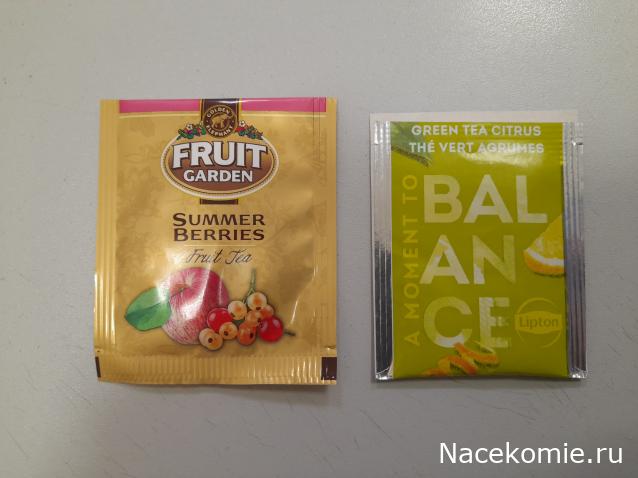 GOLDEN
ELEPHANT
FRUIT
GARDEN
SUMMER
BERRIES
Fruit Tea
GREEN TEA CITRUS
THÉ VERT AGRUMES
A MOMENT TO
BAL
AN
CE
Lipton
Nacekomie.ru